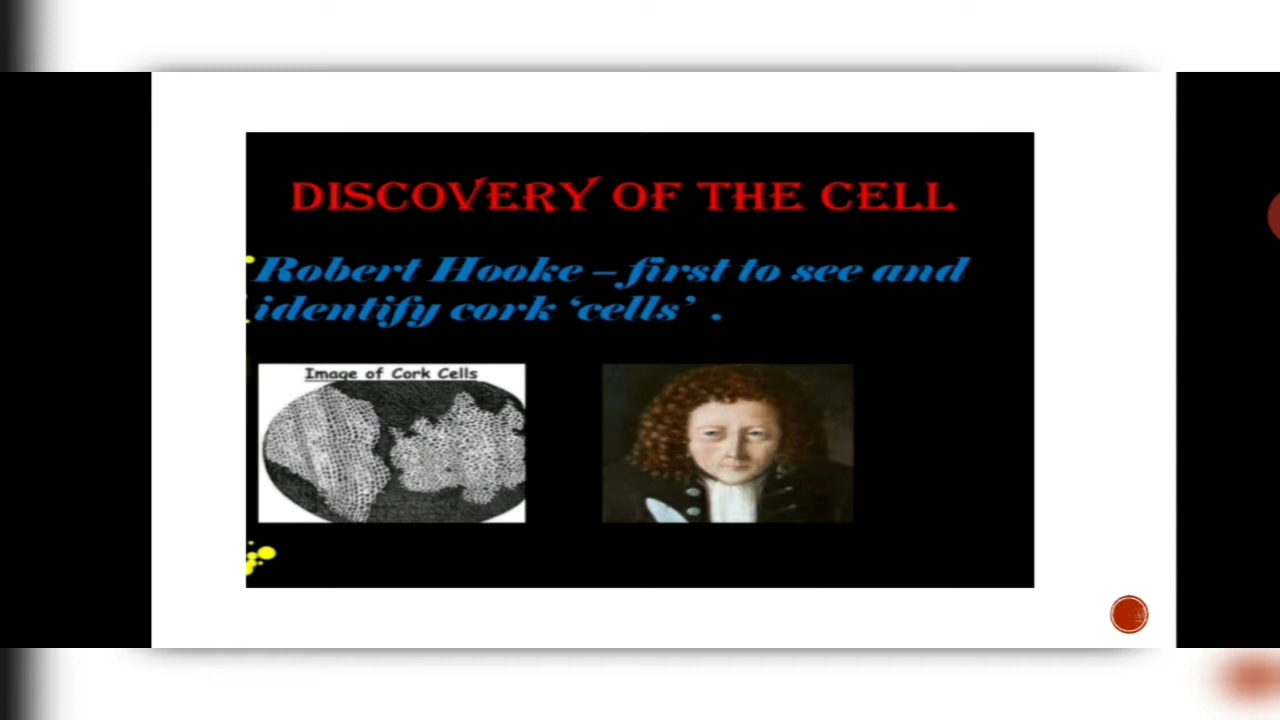 DISCOVERY OF THE CELL
Robert Hooke – first to see and
identify cork ‘cells’ .
Image of Cork Cells